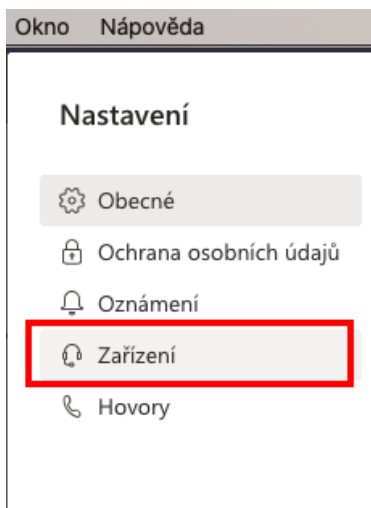 Okno Nápověda
Nastavení
Obecné
Ochrana osobních údajů
Oznámení
Zařízení
Hovory